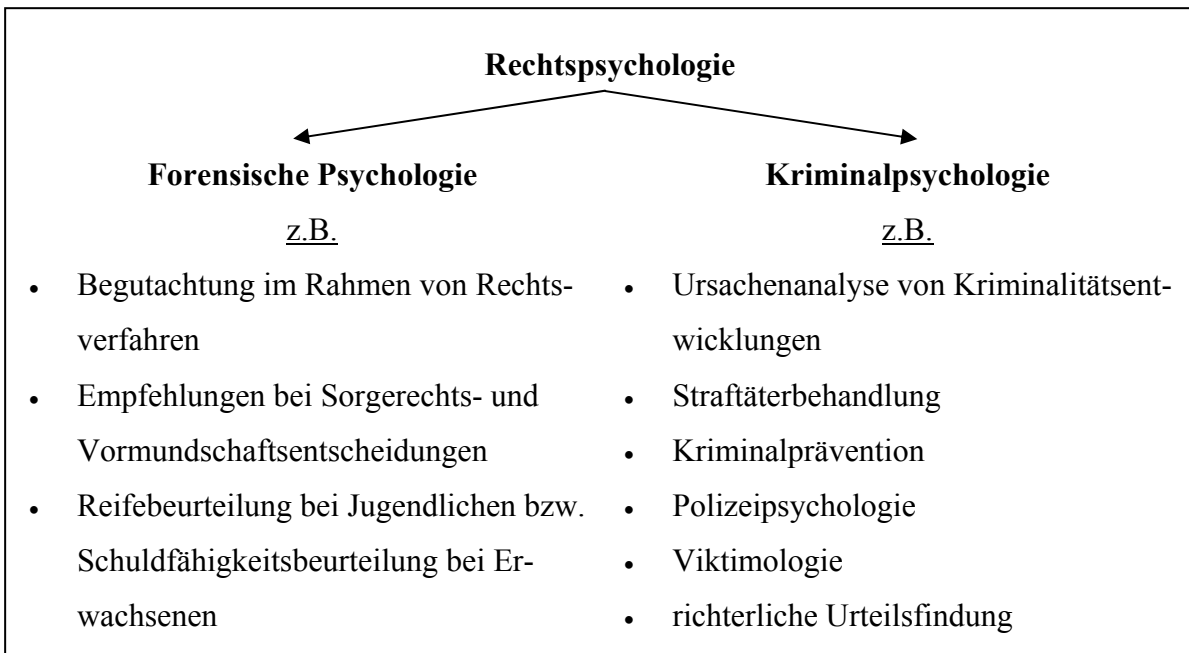 Rechtspsychologie
Forensische Psychologie
z.B.
• Begutachtung im Rahmen von Rechts-
verfahren
• Empfehlungen bei Sorgerechts- und
Vormundschaftsentscheidungen
• Reifebeurteilung bei Jugendlichen bzw.
Schuldfähigkeitsbeurteilung bei Er-
wachsenen
Kriminalpsychologie
z.B.
• Ursachenanalyse von Kriminalitätsent-
wicklungen
• Straftäterbehandlung
• Kriminalprävention
• Polizeipsychologie
• Viktimologie
• richterliche Urteilsfindung